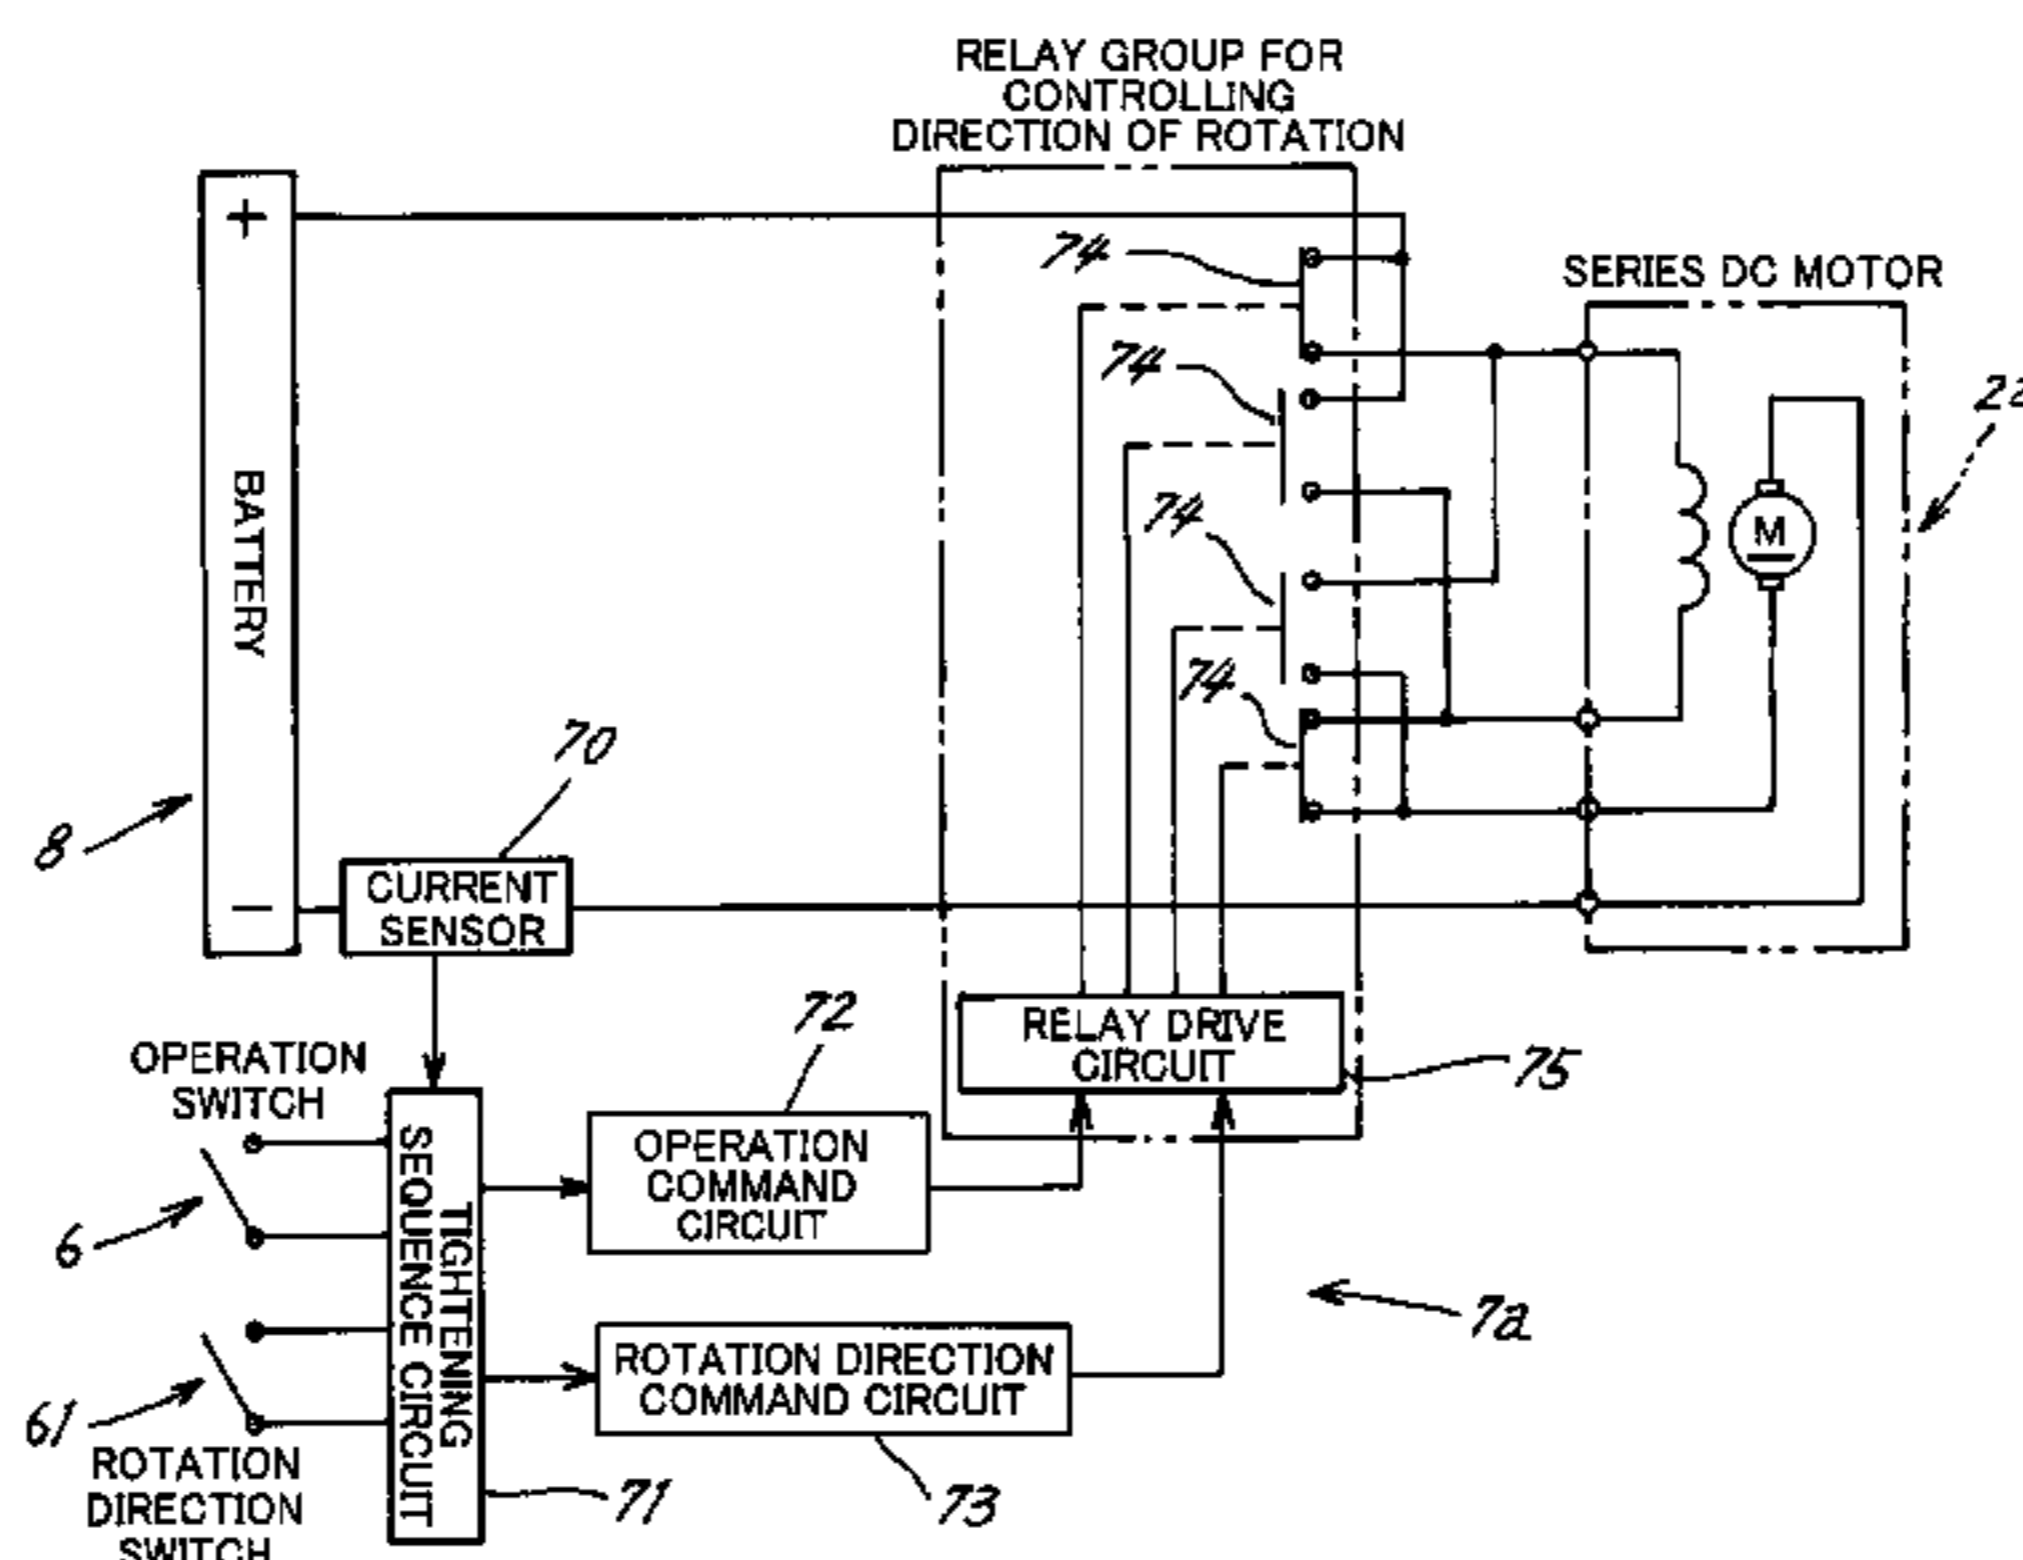 RELAY GROUP FOR
CONTROLLING
DIRECTION OF ROTATION
+
74
SERIES DC MOTOR
74
74
74
M
BATTERY
70
8
CURRENT
SENSOR
−
72
RELAY DRIVE
CIRCUIT
75
OPERATION
SWITCH
6
TIGHTENING
SEQUENCE CIRCUIT
OPERATION
COMMAND
CIRCUIT
7a
61
ROTATION DIRECTION
COMMAND CIRCUIT
ROTATION
DIRECTION
SWITCH
71
73